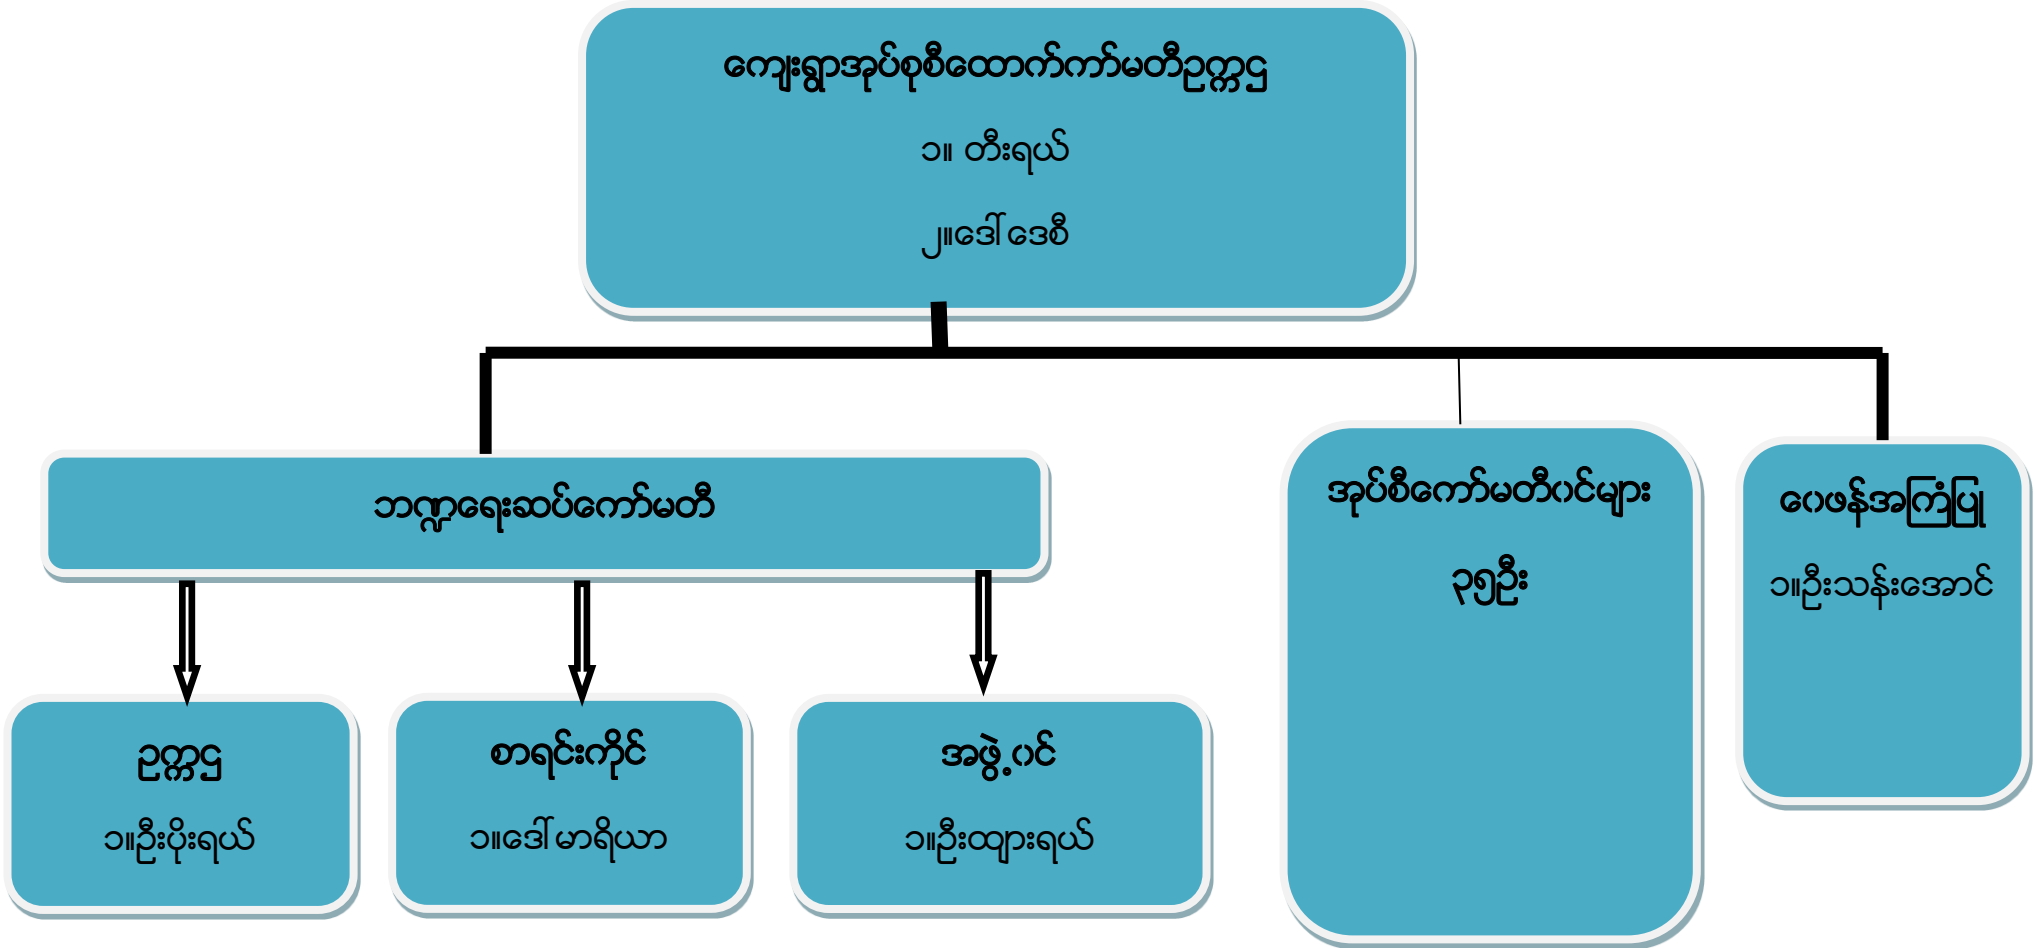 ကျေးရွာအုပ်စုစီထောက်ကာ်မတီဥက္ကဌ
၁။ တီးရယ်
၂။ဒေါ် ဒေစီ
ဘဏ္ဍရေးဆပ်ကော်မတီ
အုပ်စီကော်မတီဝင်များ
၃၅ဦး
ဝေဖန်အကြံပြု
၁။ဦးသန်းအောင်
ဥက္ကဌ
၁။ဦးပိုးရယ်
စာရင်းကိုင်
၁။ဒေါ် မာရိယာ
အဖွဲ့ဝင်
၁။ဦးထျားရယ်